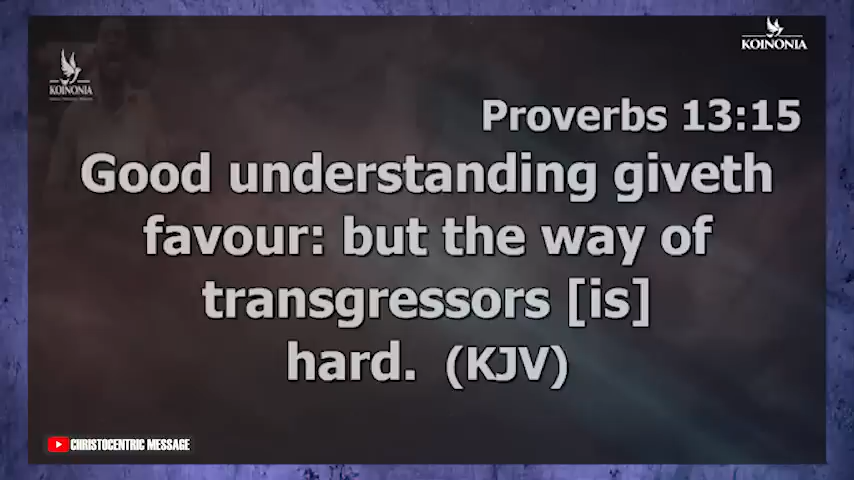 KOINONIA
KOINONIA
Proverbs 13:15
Good understanding giveth
favour: but the way of
transgressors [is]
hard. (KJV)
CHRISTOCENTRIC MESSAGE